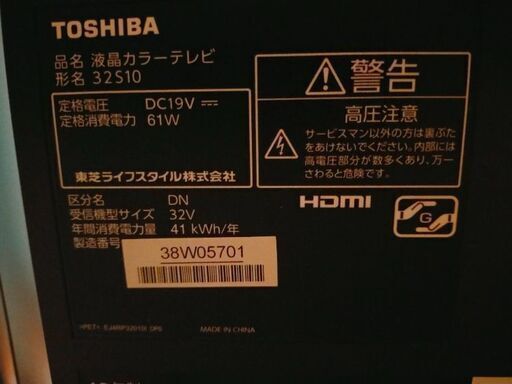 TOSHIBA
品名 液晶カラーテレビ
形名 32S10
定格電圧 DC19V ⎓
定格消費電力 61W
東芝ライフスタイル株式会社
区分名 DN
受信機型サイズ 32V
年間消費電力量 41 kWh/年
製造番号
38W05701
MADE IN CHINA
警告
高圧注意
サービスマン以外の方は裏ぶた
をあけないでください。内部には
高電圧部分が数多くあり、万一
さわると危険です。
HDMI
G